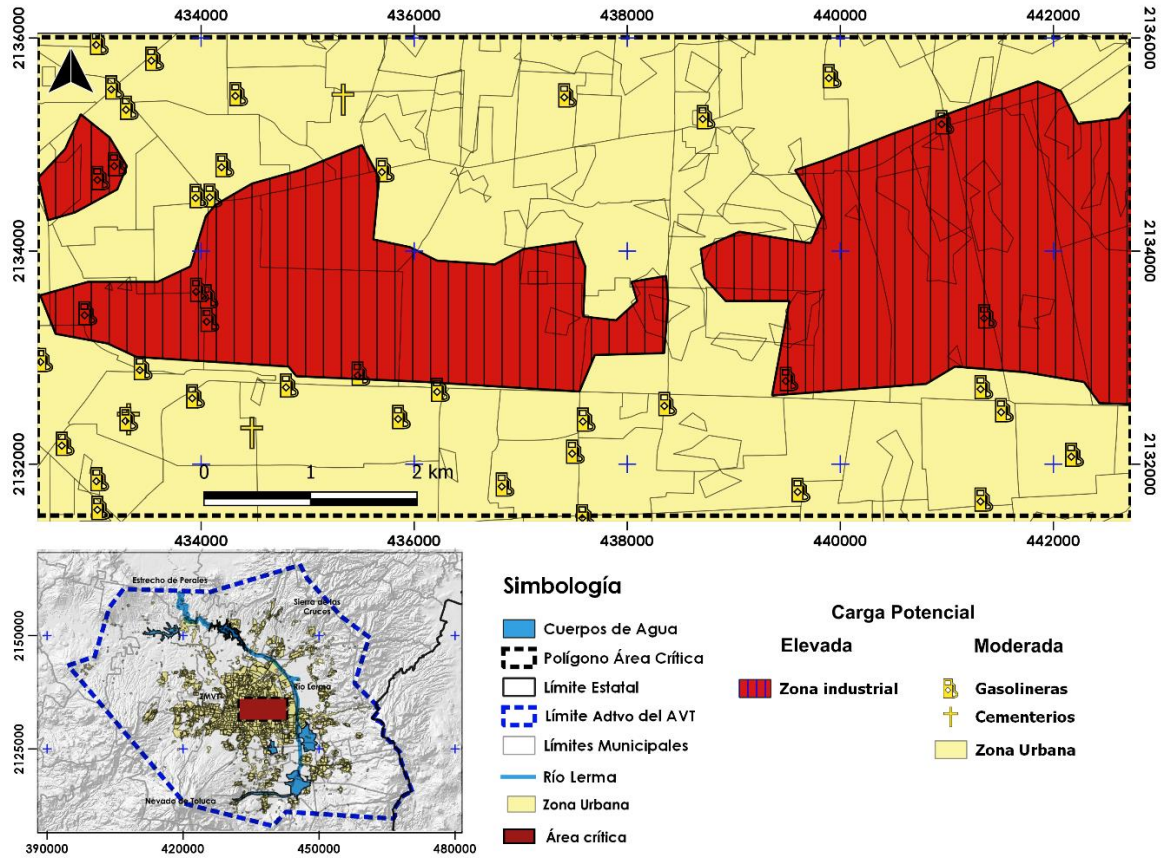 434000 436000 438000 440000 442000
2136000 2136000
2134000 2134000
2132000 2132000
0 1 2 km
434000 436000 438000 440000 442000
Estrecho de Perales
Sierra de las
Cruces
2150000
ZMVT
Río Lerma
2125000
Nevado de Toluca
390000 420000 450000 480000
Simbología
Cuerpos de Agua
Polígono Área Crítica
Límite Estatal
Límite Adtvo del AVT
Límites Municipales
Río Lerma
Zona Urbana
Área crítica
Carga Potencial
Elevada Moderada
Zona industrial
Gasolineras
Cementerios
Zona Urbana